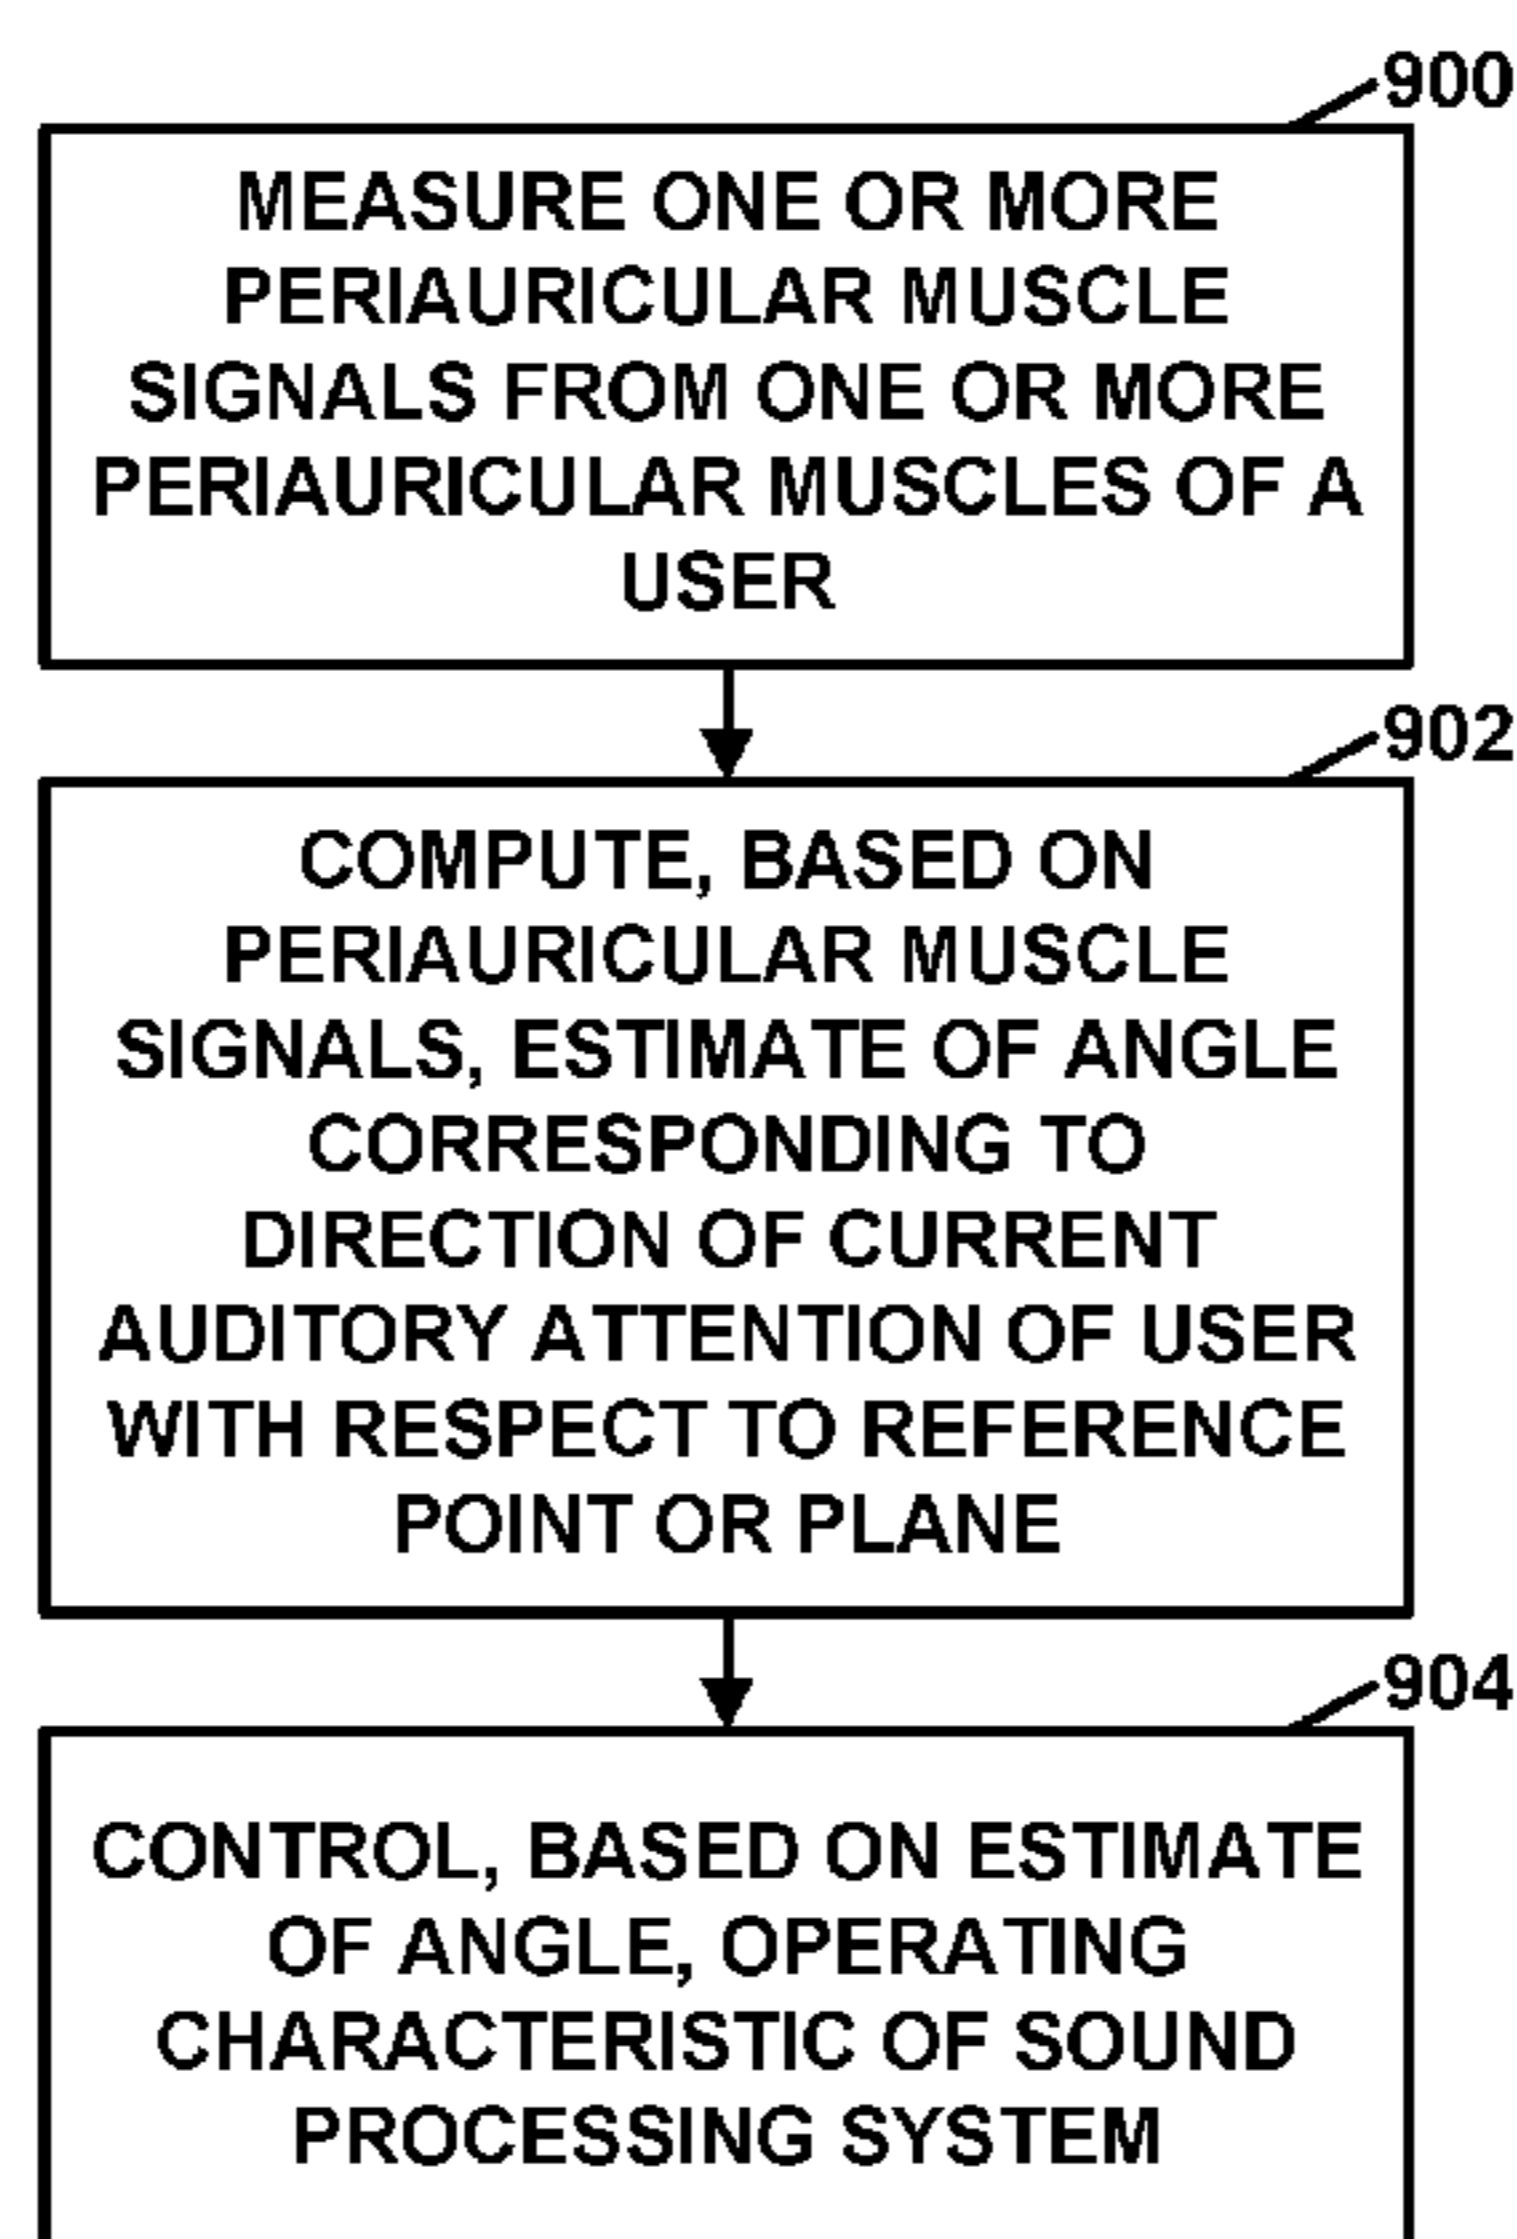 900
MEASURE ONE OR MORE
PERIAURICULAR MUSCLE
SIGNALS FROM ONE OR MORE
PERIAURICULAR MUSCLES OF A
USER
902
COMPUTE, BASED ON
PERIAURICULAR MUSCLE
SIGNALS, ESTIMATE OF ANGLE
CORRESPONDING TO
DIRECTION OF CURRENT
AUDITORY ATTENTION OF USER
WITH RESPECT TO REFERENCE
POINT OR PLANE
904
CONTROL, BASED ON ESTIMATE
OF ANGLE, OPERATING
CHARACTERISTIC OF SOUND
PROCESSING SYSTEM